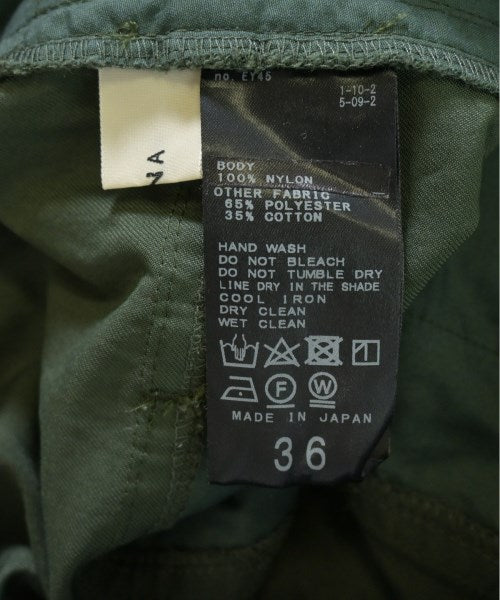 no. EY45
1-10-2
5-09-2
NA
BODY
100% NYLON
OTHER FABRIC
65% POLYESTER
35% COTTON
HAND WASH
DO NOT BLEACH
DO NOT TUMBLE DRY
LINE DRY IN THE SHADE
COOL IRON
DRY CLEAN
WET CLEAN
F W
MADE IN JAPAN
36